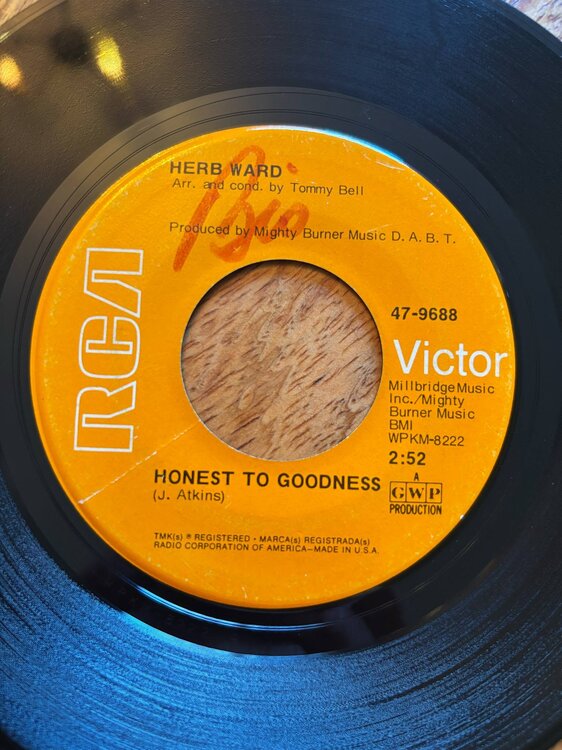 HERB WARD
Arr. and cond. by Tommy Bell
Produced by Mighty Burner Music D. A. B. T.
RCA
47-9688
Victor
Millbridge Music
Inc./Mighty
Burner Music
BMI
WPKM-8222
2:52
HONEST TO GOODNESS
(J. Atkins)
A
GWP
PRODUCTION
TMK(s) ® REGISTERED • MARCA(s) REGISTRADA(s)
RADIO CORPORATION OF AMERICA—MADE IN U.S.A.